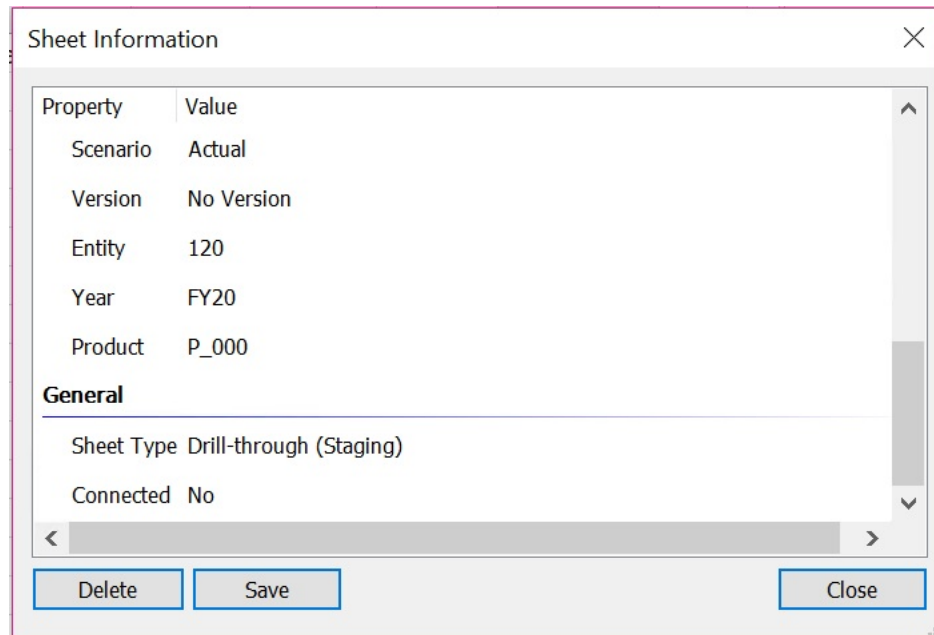 Sheet Information
Property Value
Scenario Actual
Version No Version
Entity 120
Year FY20
Product P_000
General
Sheet Type Drill-through (Staging)
Connected No
Delete Save Close